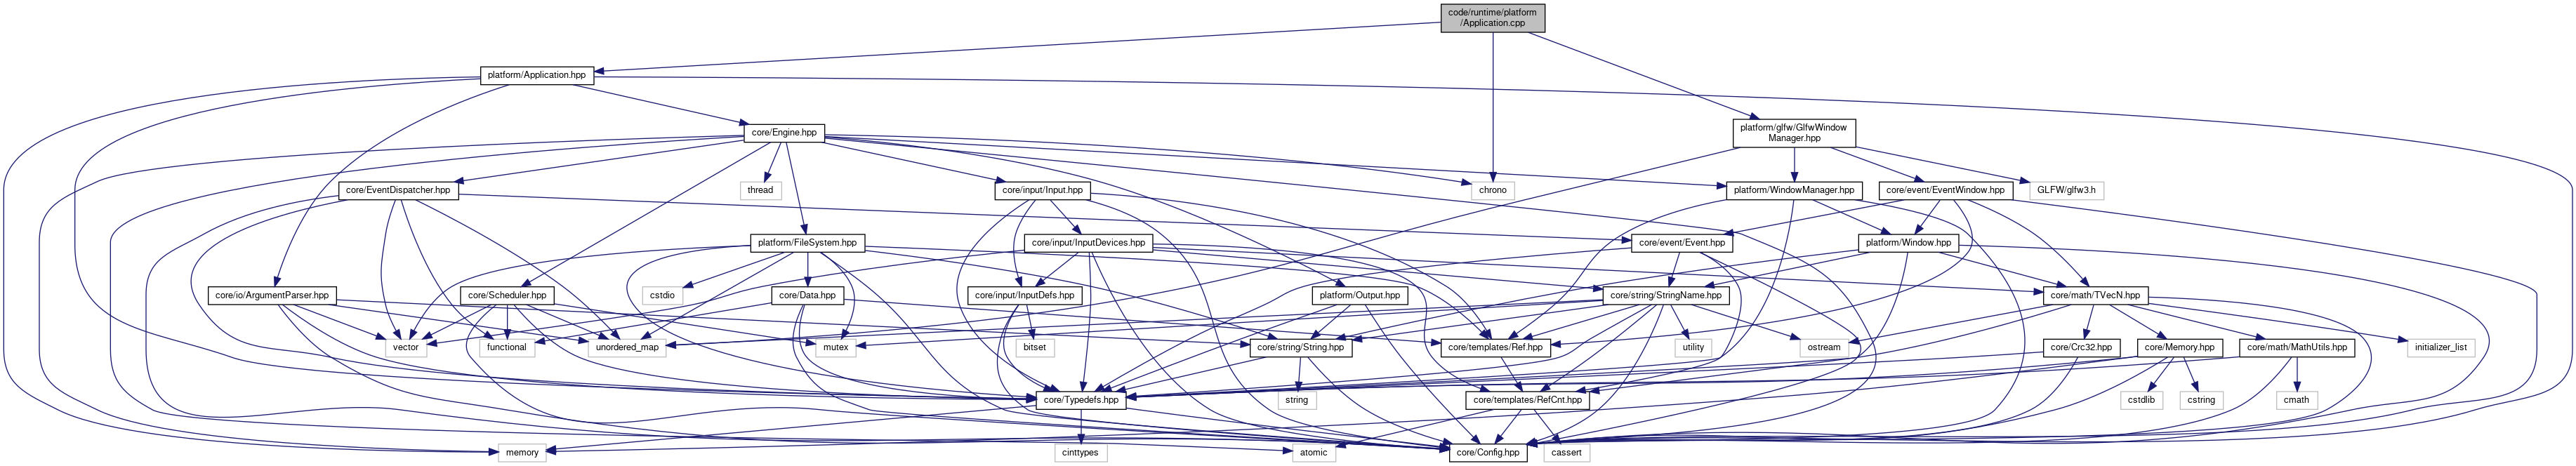 code/runtime/platform
/Application.cpp
platform/Application.hpp
core/Engine.hpp
platform/glfw/GlfwWindow
Manager.hpp
core/EventDispatcher.hpp
thread
core/input/Input.hpp
chrono
platform/WindowManager.hpp
core/event/EventWindow.hpp
GLFW/glfw3.h
platform/FileSystem.hpp
core/input/InputDevices.hpp
core/event/Event.hpp
platform/Window.hpp
core/io/ArgumentParser.hpp
core/Scheduler.hpp
cstdio
core/Data.hpp
core/input/InputDefs.hpp
platform/Output.hpp
core/string/StringName.hpp
core/math/TVecN.hpp
vector
functional
unordered_map
mutex
bitset
core/string/String.hpp
core/templates/Ref.hpp
utility
ostream
core/Crc32.hpp
core/Memory.hpp
core/math/MathUtils.hpp
initializer_list
core/Typedefs.hpp
string
core/templates/RefCnt.hpp
cstdlib
cstring
cmath
memory
cinttypes
atomic
core/Config.hpp
cassert